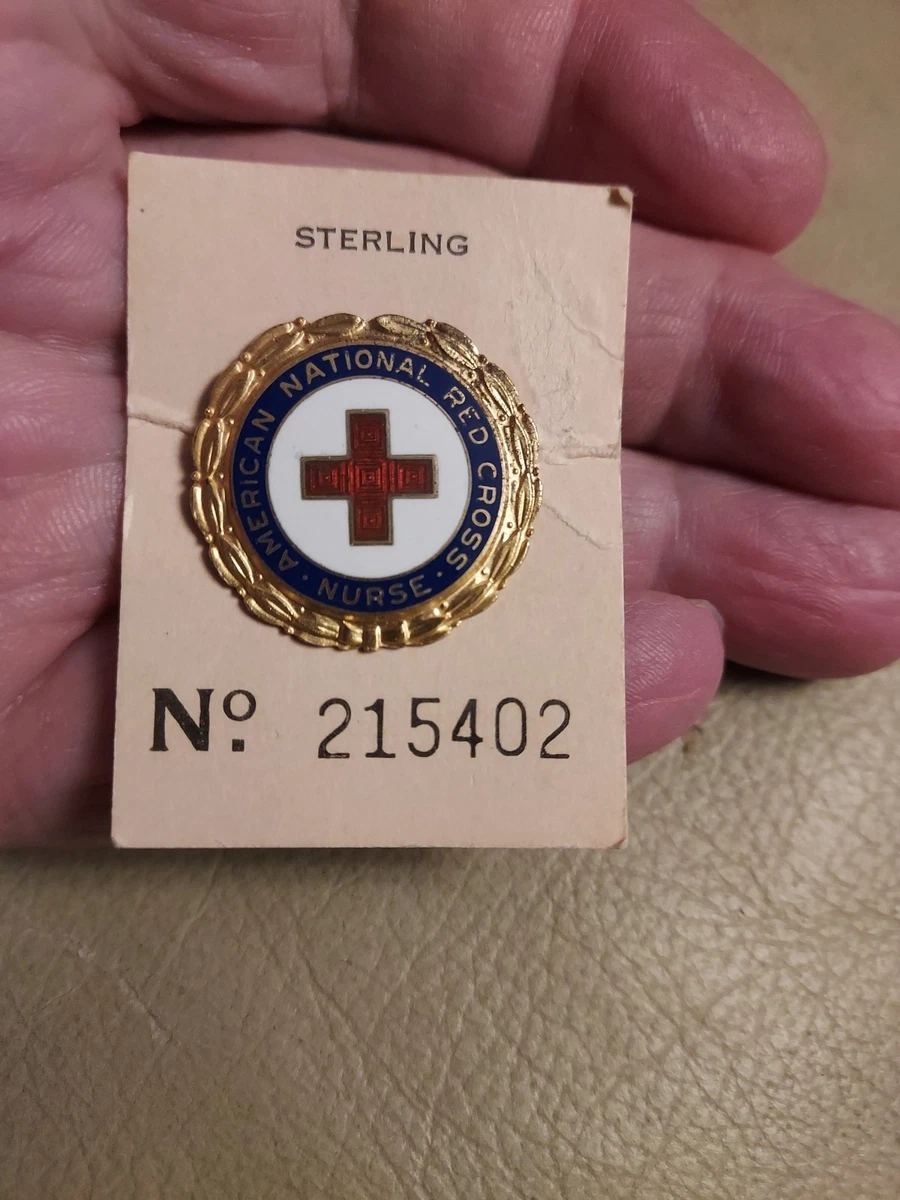 STERLING
AMERICAN NATIONAL RED CROSS
· NURSE ·
Nº. 215402